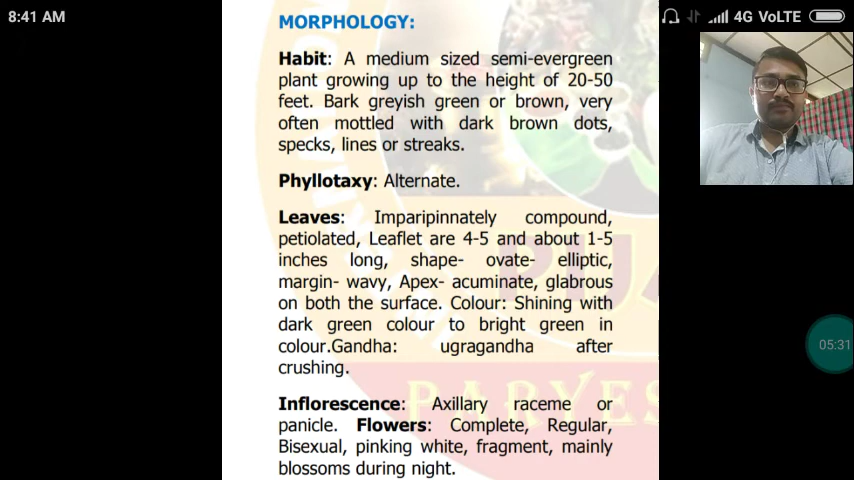 8:41 AM
4G VoLTE
MORPHOLOGY:
Habit: A medium sized semi-evergreen
plant growing up to the height of 20-50
feet. Bark greyish green or brown, very
often mottled with dark brown dots,
specks, lines or streaks.
Phyllotaxy: Alternate.
Leaves: Imparipinnately compound,
petiolated, Leaflet are 4-5 and about 1-5
inches long, shape- ovate- elliptic,
margin- wavy, Apex- acuminate, glabrous
on both the surface. Colour: Shining with
dark green colour to bright green in
colour.Gandha: ugragandha after
crushing.
Inflorescence: Axillary raceme or
panicle. Flowers: Complete, Regular,
Bisexual, pinking white, fragment, mainly
blossoms during night.
05:31